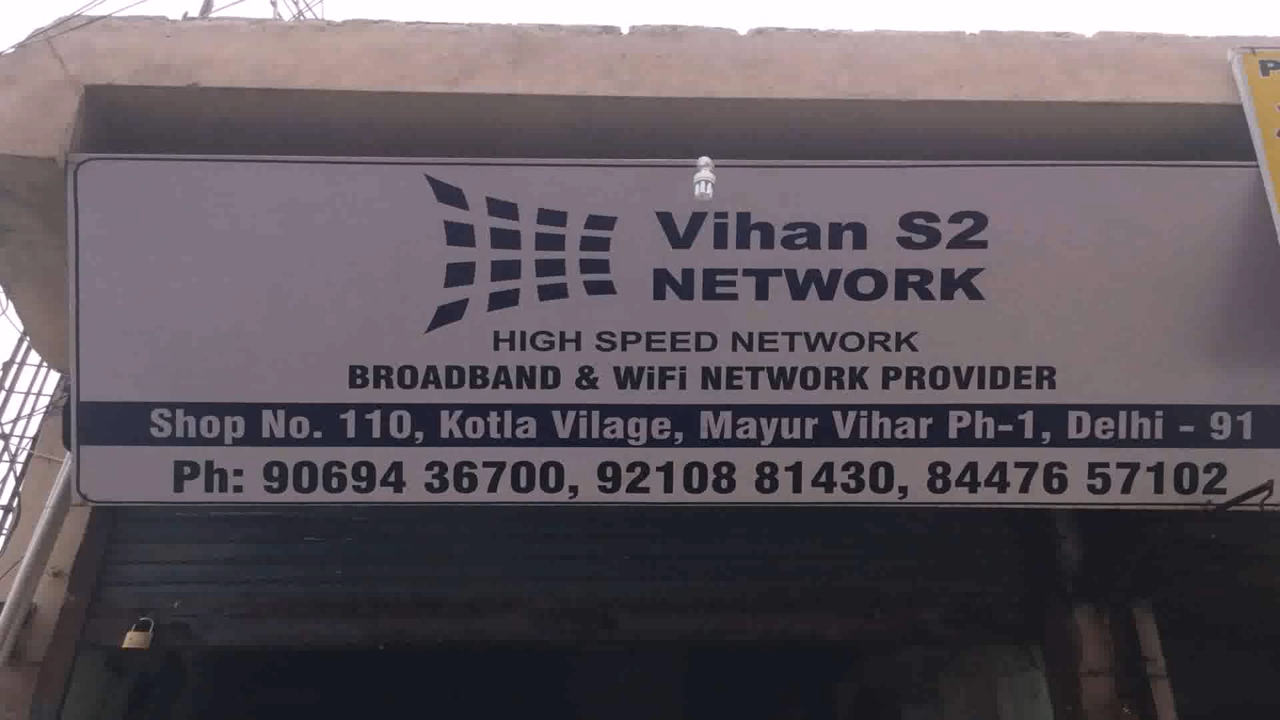 Vihan S2
NETWORK
HIGH SPEED NETWORK
BROADBAND & WiFi NETWORK PROVIDER
Shop No. 110, Kotla Vilage, Mayur Vihar Ph-1, Delhi - 91
Ph: 90694 36700, 92108 81430, 84476 57102